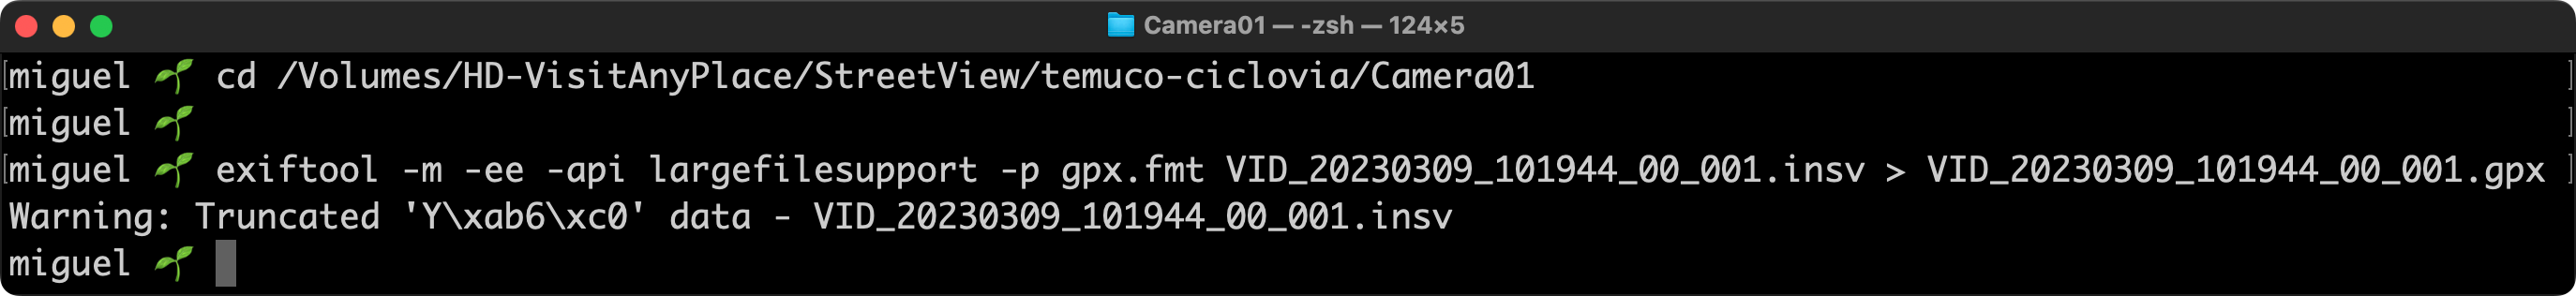 Camera01 — -zsh — 124×5
miguel 🌱 cd /Volumes/HD-VisitAnyPlace/StreetView/temuco-ciclovia/Camera01
miguel 🌱
miguel 🌱 exiftool -m -ee -api largefilesupport -p gpx.fmt VID_20230309_101944_00_001.insv > VID_20230309_101944_00_001.gpx
Warning: Truncated 'Y\xab6\xc0' data - VID_20230309_101944_00_001.insv
miguel 🌱